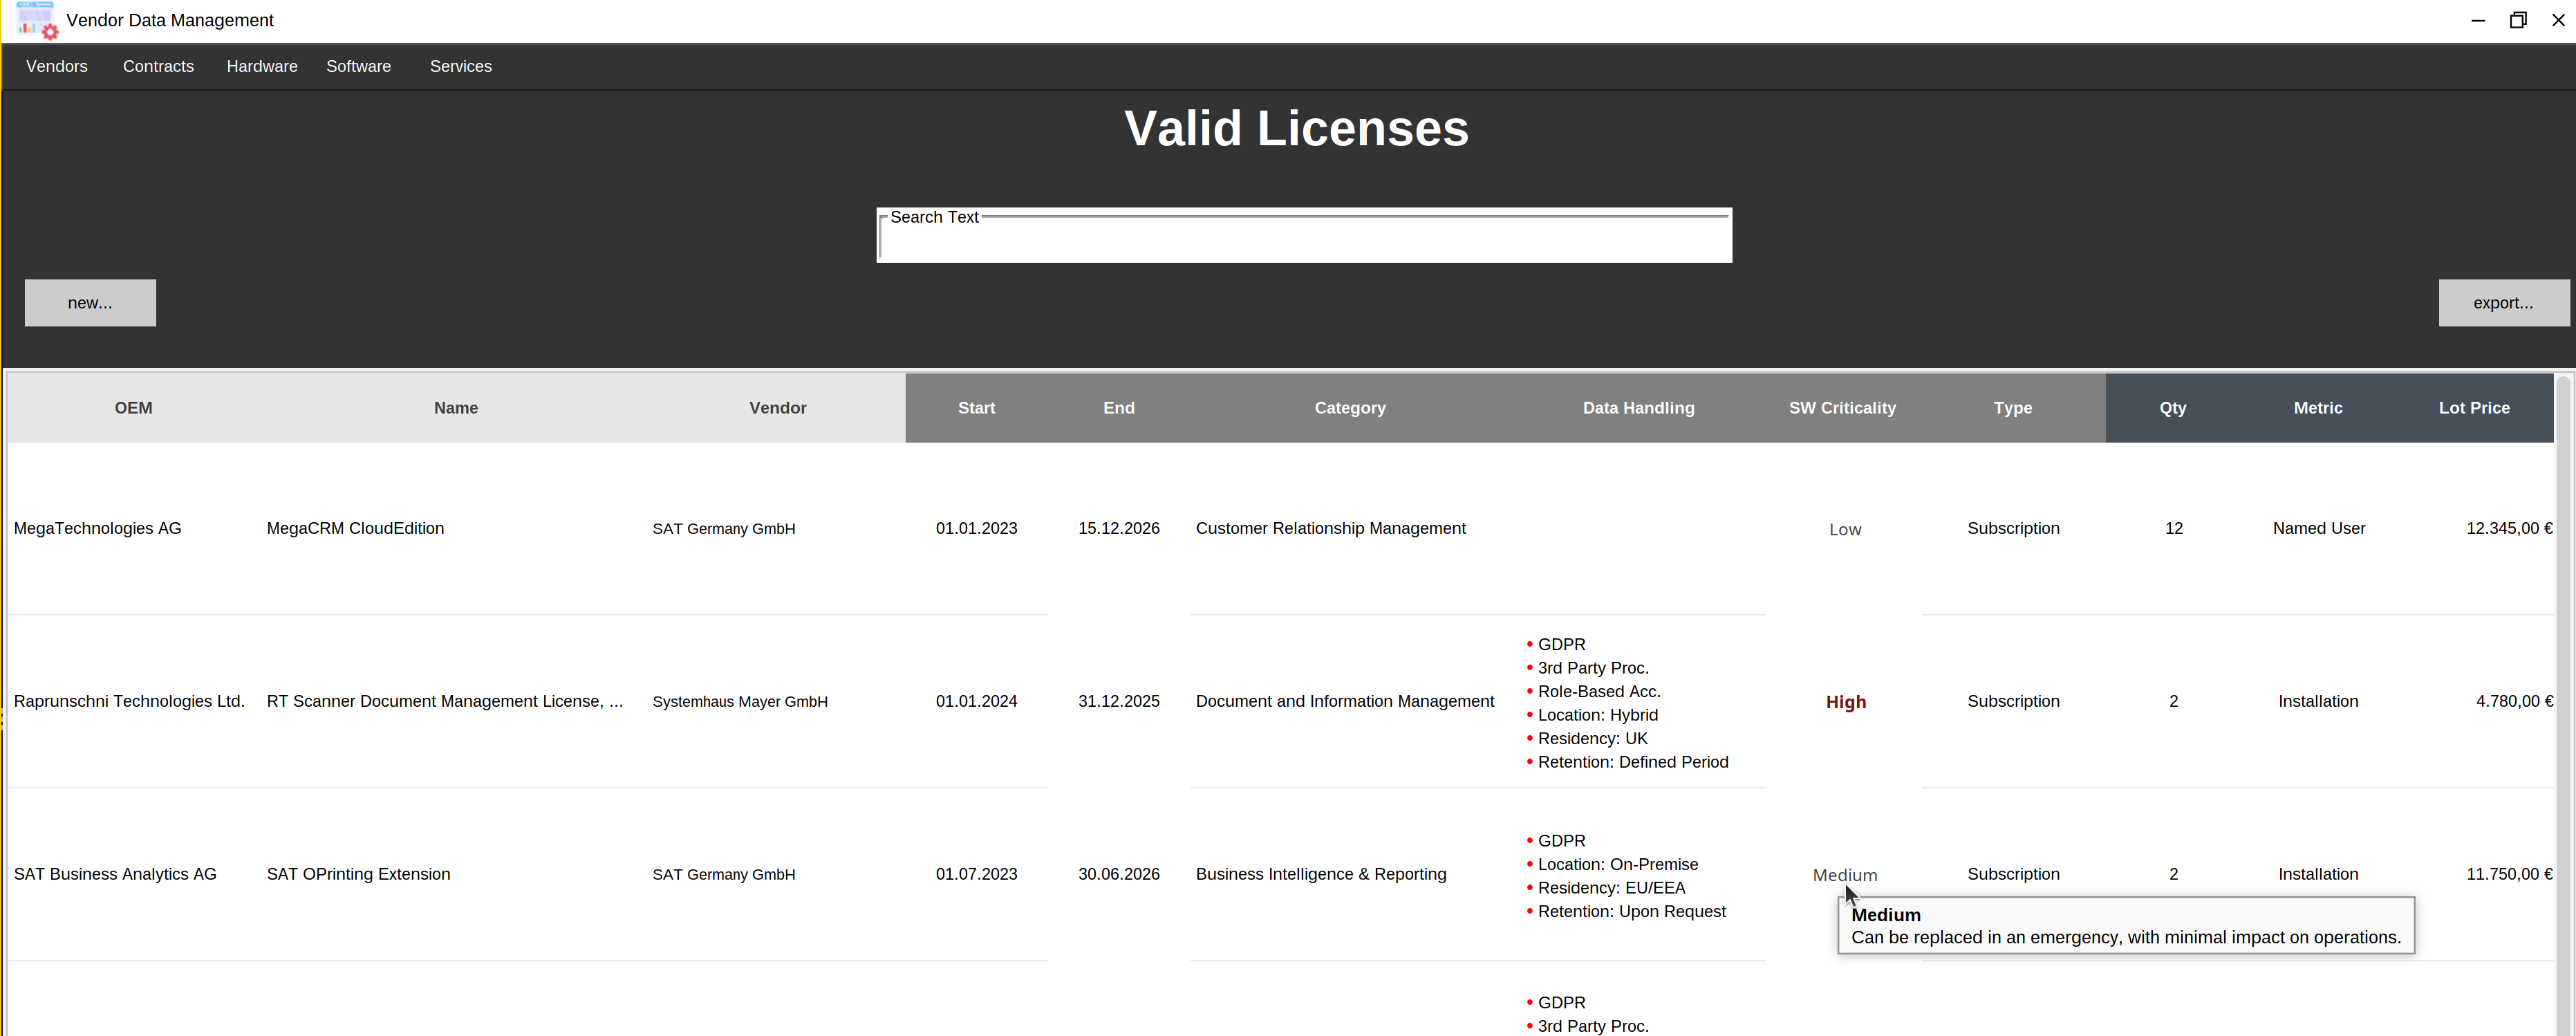 Vendor Data Management
Vendors Contracts Hardware Software Services
Valid Licenses
Search Text
new...
export...
OEM Name Vendor Start End Category Data Handling SW Criticality Type Qty Metric Lot Price
MegaTechnologies AG MegaCRM CloudEdition SAT Germany GmbH 01.01.2023 15.12.2026 Customer Relationship Management Low Subscription 12 Named User 12.345,00 €
• GDPR
• 3rd Party Proc.
• Role-Based Acc.
Raprunschni Technologies Ltd. RT Scanner Document Management License, ... Systemhaus Mayer GmbH 01.01.2024 31.12.2025 Document and Information Management High Subscription 2 Installation 4.780,00 €
• Location: Hybrid
• Residency: UK
• Retention: Defined Period
• GDPR
• Location: On-Premise
SAT Business Analytics AG SAT OPrinting Extension SAT Germany GmbH 01.07.2023 30.06.2026 Business Intelligence & Reporting Medium Subscription 2 Installation 11.750,00 €
• Residency: EU/EEA
• Retention: Upon Request
Medium
Can be replaced in an emergency, with minimal impact on operations.
• GDPR
• 3rd Party Proc.